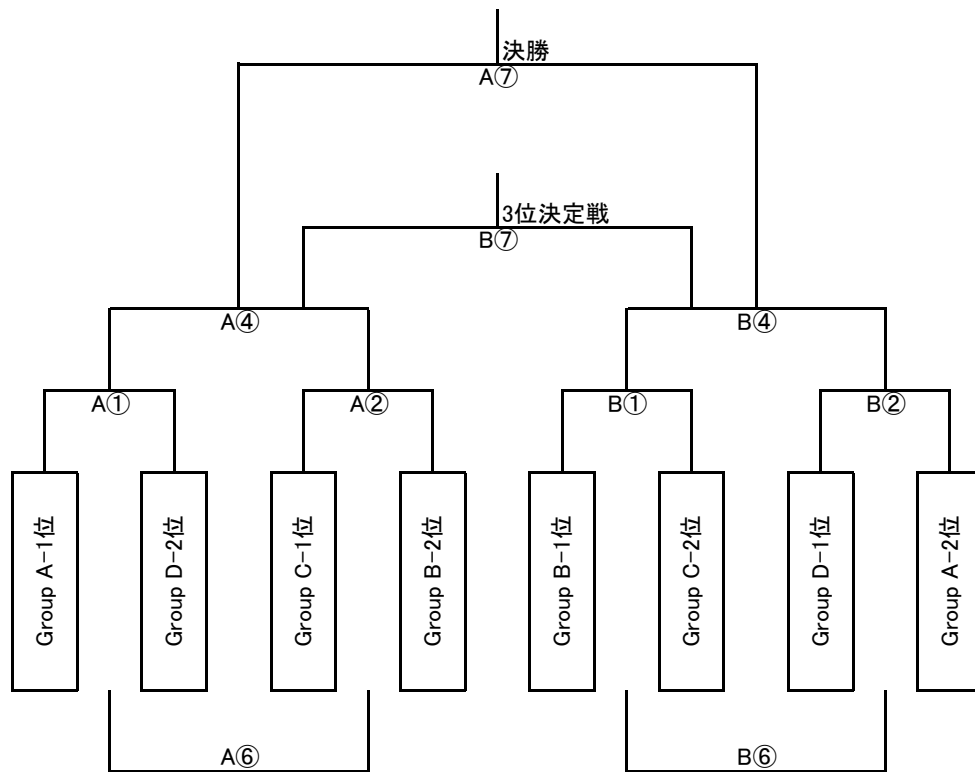 決勝
A⑦
3位決定戦
B⑦
A④
B④
A①
A②
B①
B②
Group A-1位
Group D-2位
Group C-1位
Group B-2位
Group B-1位
Group C-2位
Group D-1位
Group A-2位
A⑥
B⑥